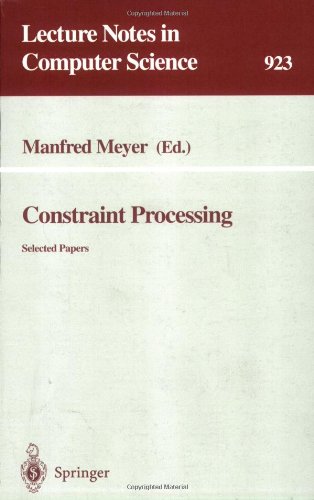 Lecture Notes in
Computer Science 923
Manfred Meyer (Ed.)
Constraint Processing
Selected Papers
Springer